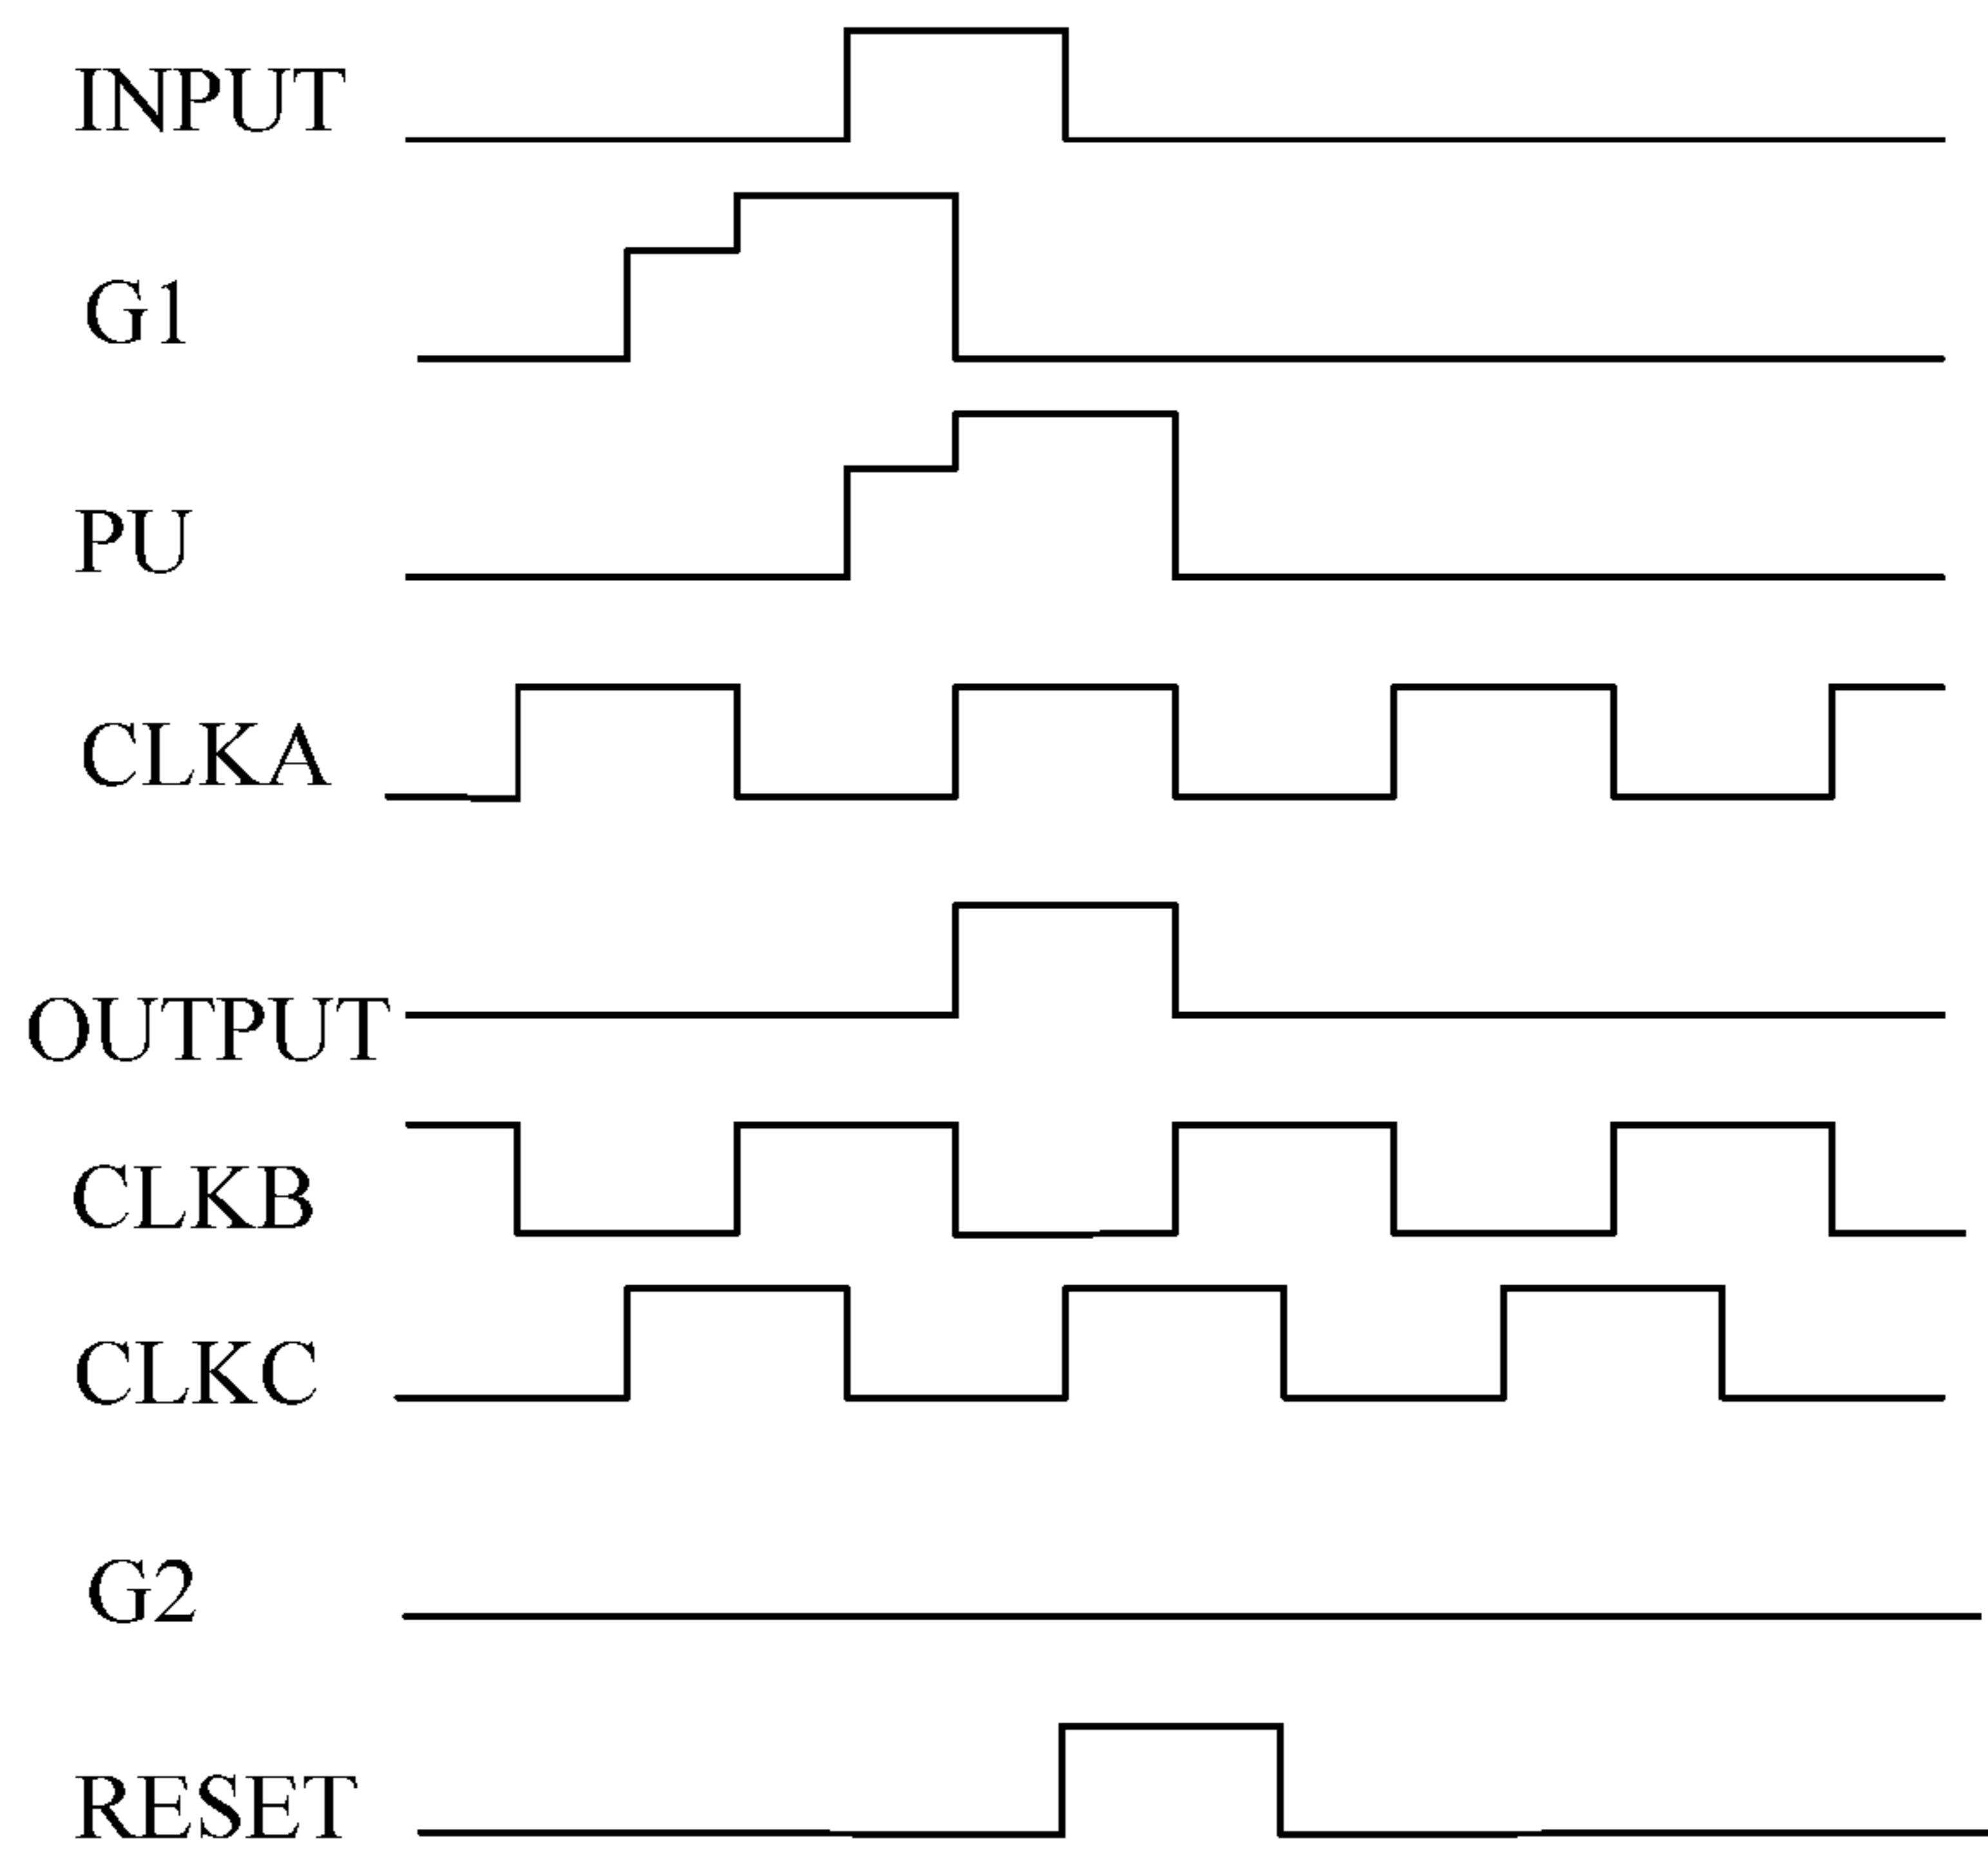 INPUT
G1
PU
CLKA
OUTPUT
CLKB
CLKC
G2
RESET